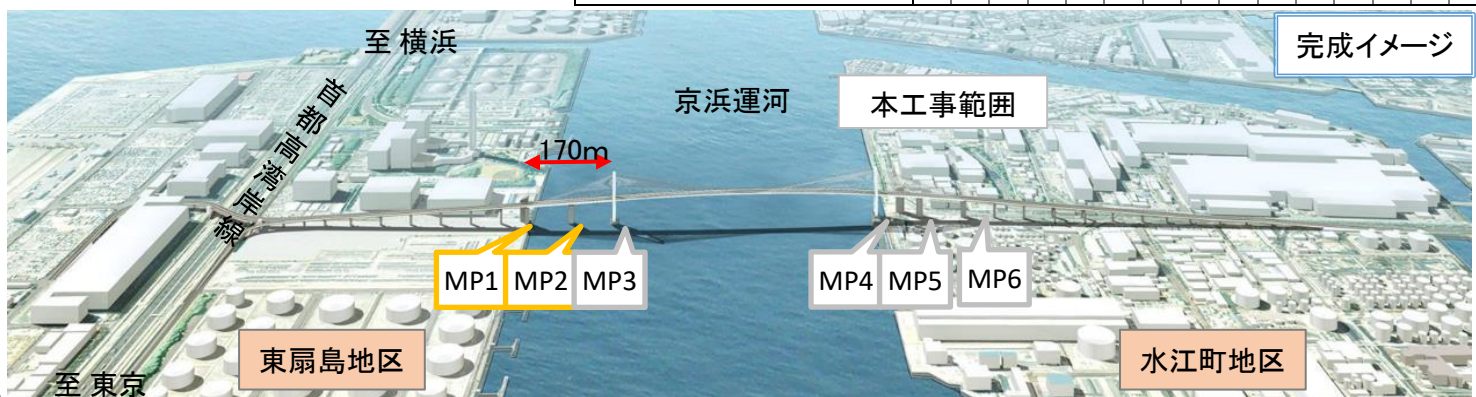 至 横浜
完成イメージ
首都高湾岸線
京浜運河
本工事範囲
170m
MP1
MP2
MP3
MP4
MP5
MP6
東扇島地区
水江町地区
至 東京